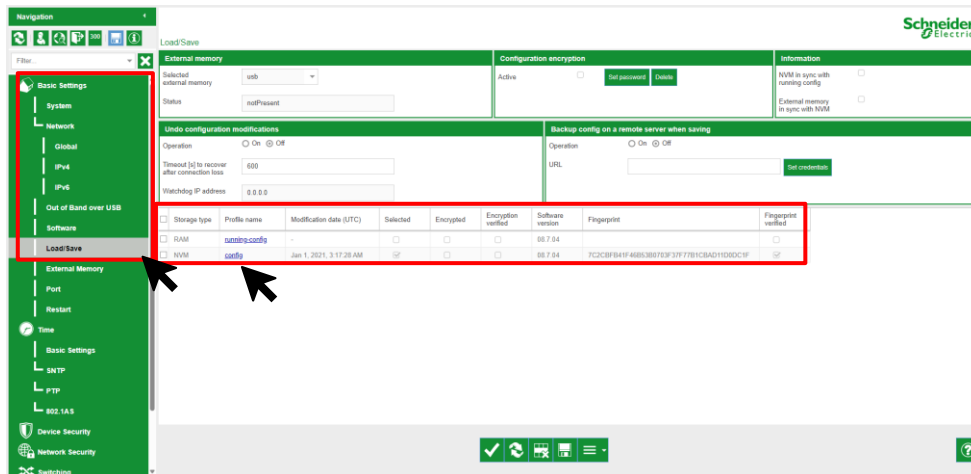 Navigation
300
Filter...
Basic Settings
System
Network
Global
IPv4
IPv6
Out of Band over USB
Software
Load/Save
External Memory
Port
Restart
Time
Basic Settings
SNTP
PTP
802.1AS
Device Security
Network Security
Switching
Schneider
Electric
Load/Save
External memory
Selected
external memory
usb
Status
notPresent
Configuration encryption
Active
Set password
Delete
Information
NVM in sync with
running config
External memory
in sync with NVM
Undo configuration modifications
Operation
On
Off
Timeout [s] to recover
after connection loss
600
Watchdog IP address
0.0.0.0
Backup config on a remote server when saving
Operation
On
Off
URL
Set credentials
Storage type Profile name Modification date (UTC) Selected Encrypted Encryption verified Software version Fingerprint Fingerprint verified
RAM running-config - 08.7.04
NVM config Jan 1, 2021, 3:17:28 AM 08.7.04